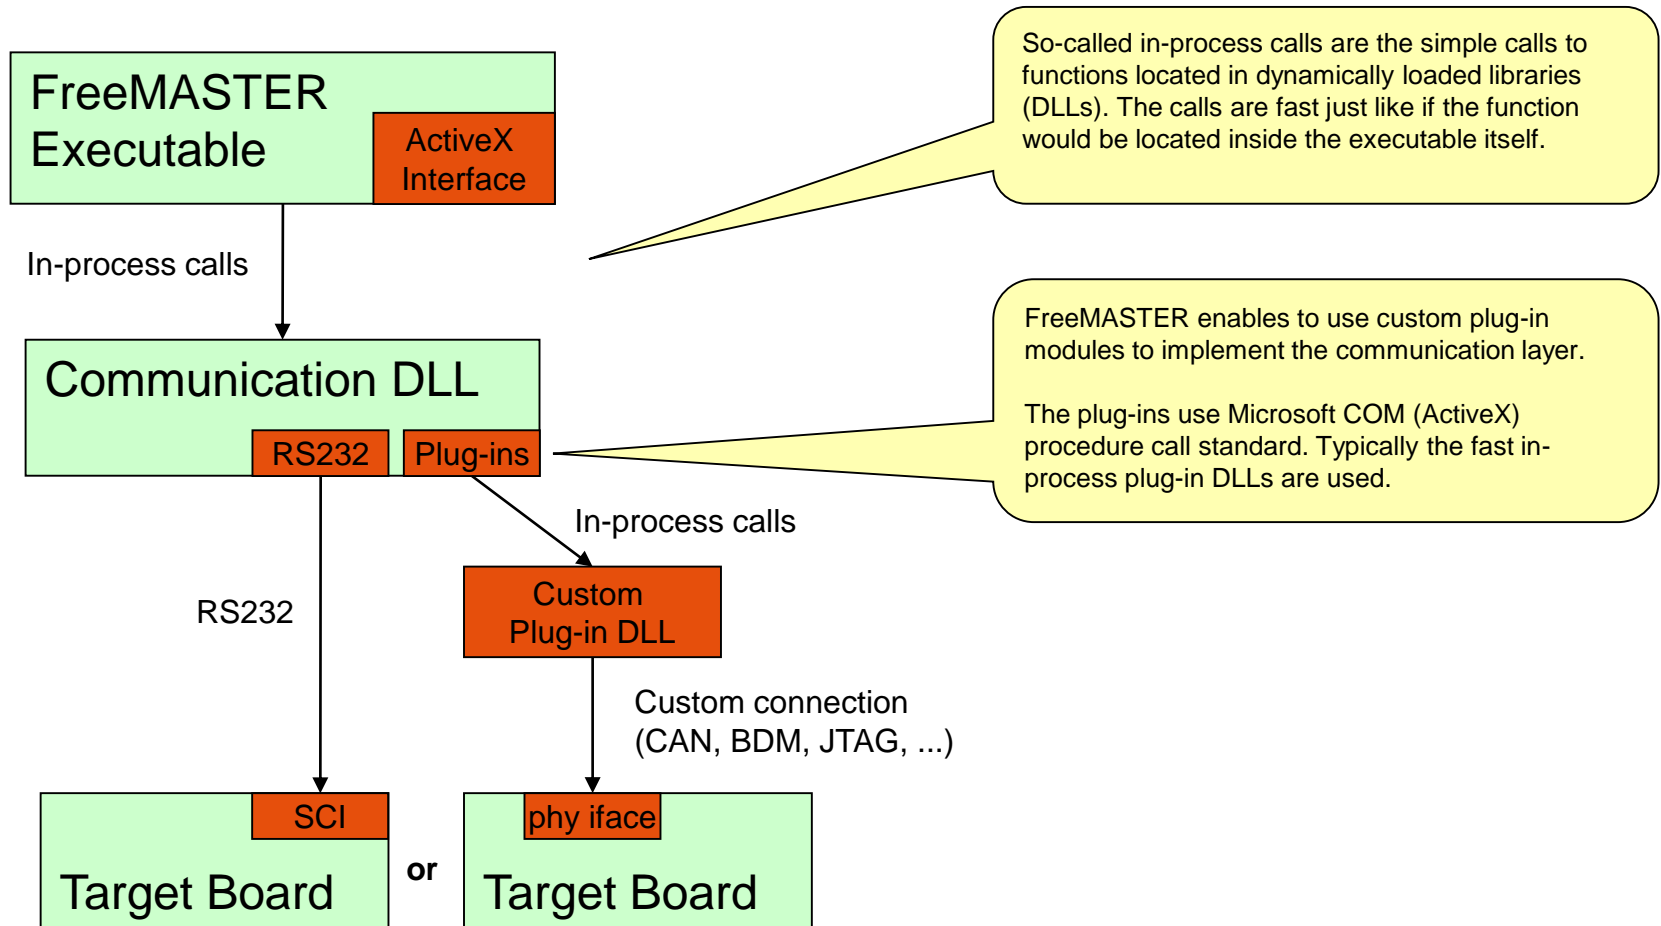 FreeMASTER
Executable
ActiveX
Interface
So-called in-process calls are the simple calls to
functions located in dynamically loaded libraries
(DLLs). The calls are fast just like if the function
would be located inside the executable itself.
In-process calls
Communication DLL
RS232
Plug-ins
FreeMASTER enables to use custom plug-in
modules to implement the communication layer.
The plug-ins use Microsoft COM (ActiveX)
procedure call standard. Typically the fast in-
process plug-in DLLs are used.
In-process calls
RS232
Custom
Plug-in DLL
Custom connection
(CAN, BDM, JTAG, ...)
SCI
Target Board
or
phy iface
Target Board